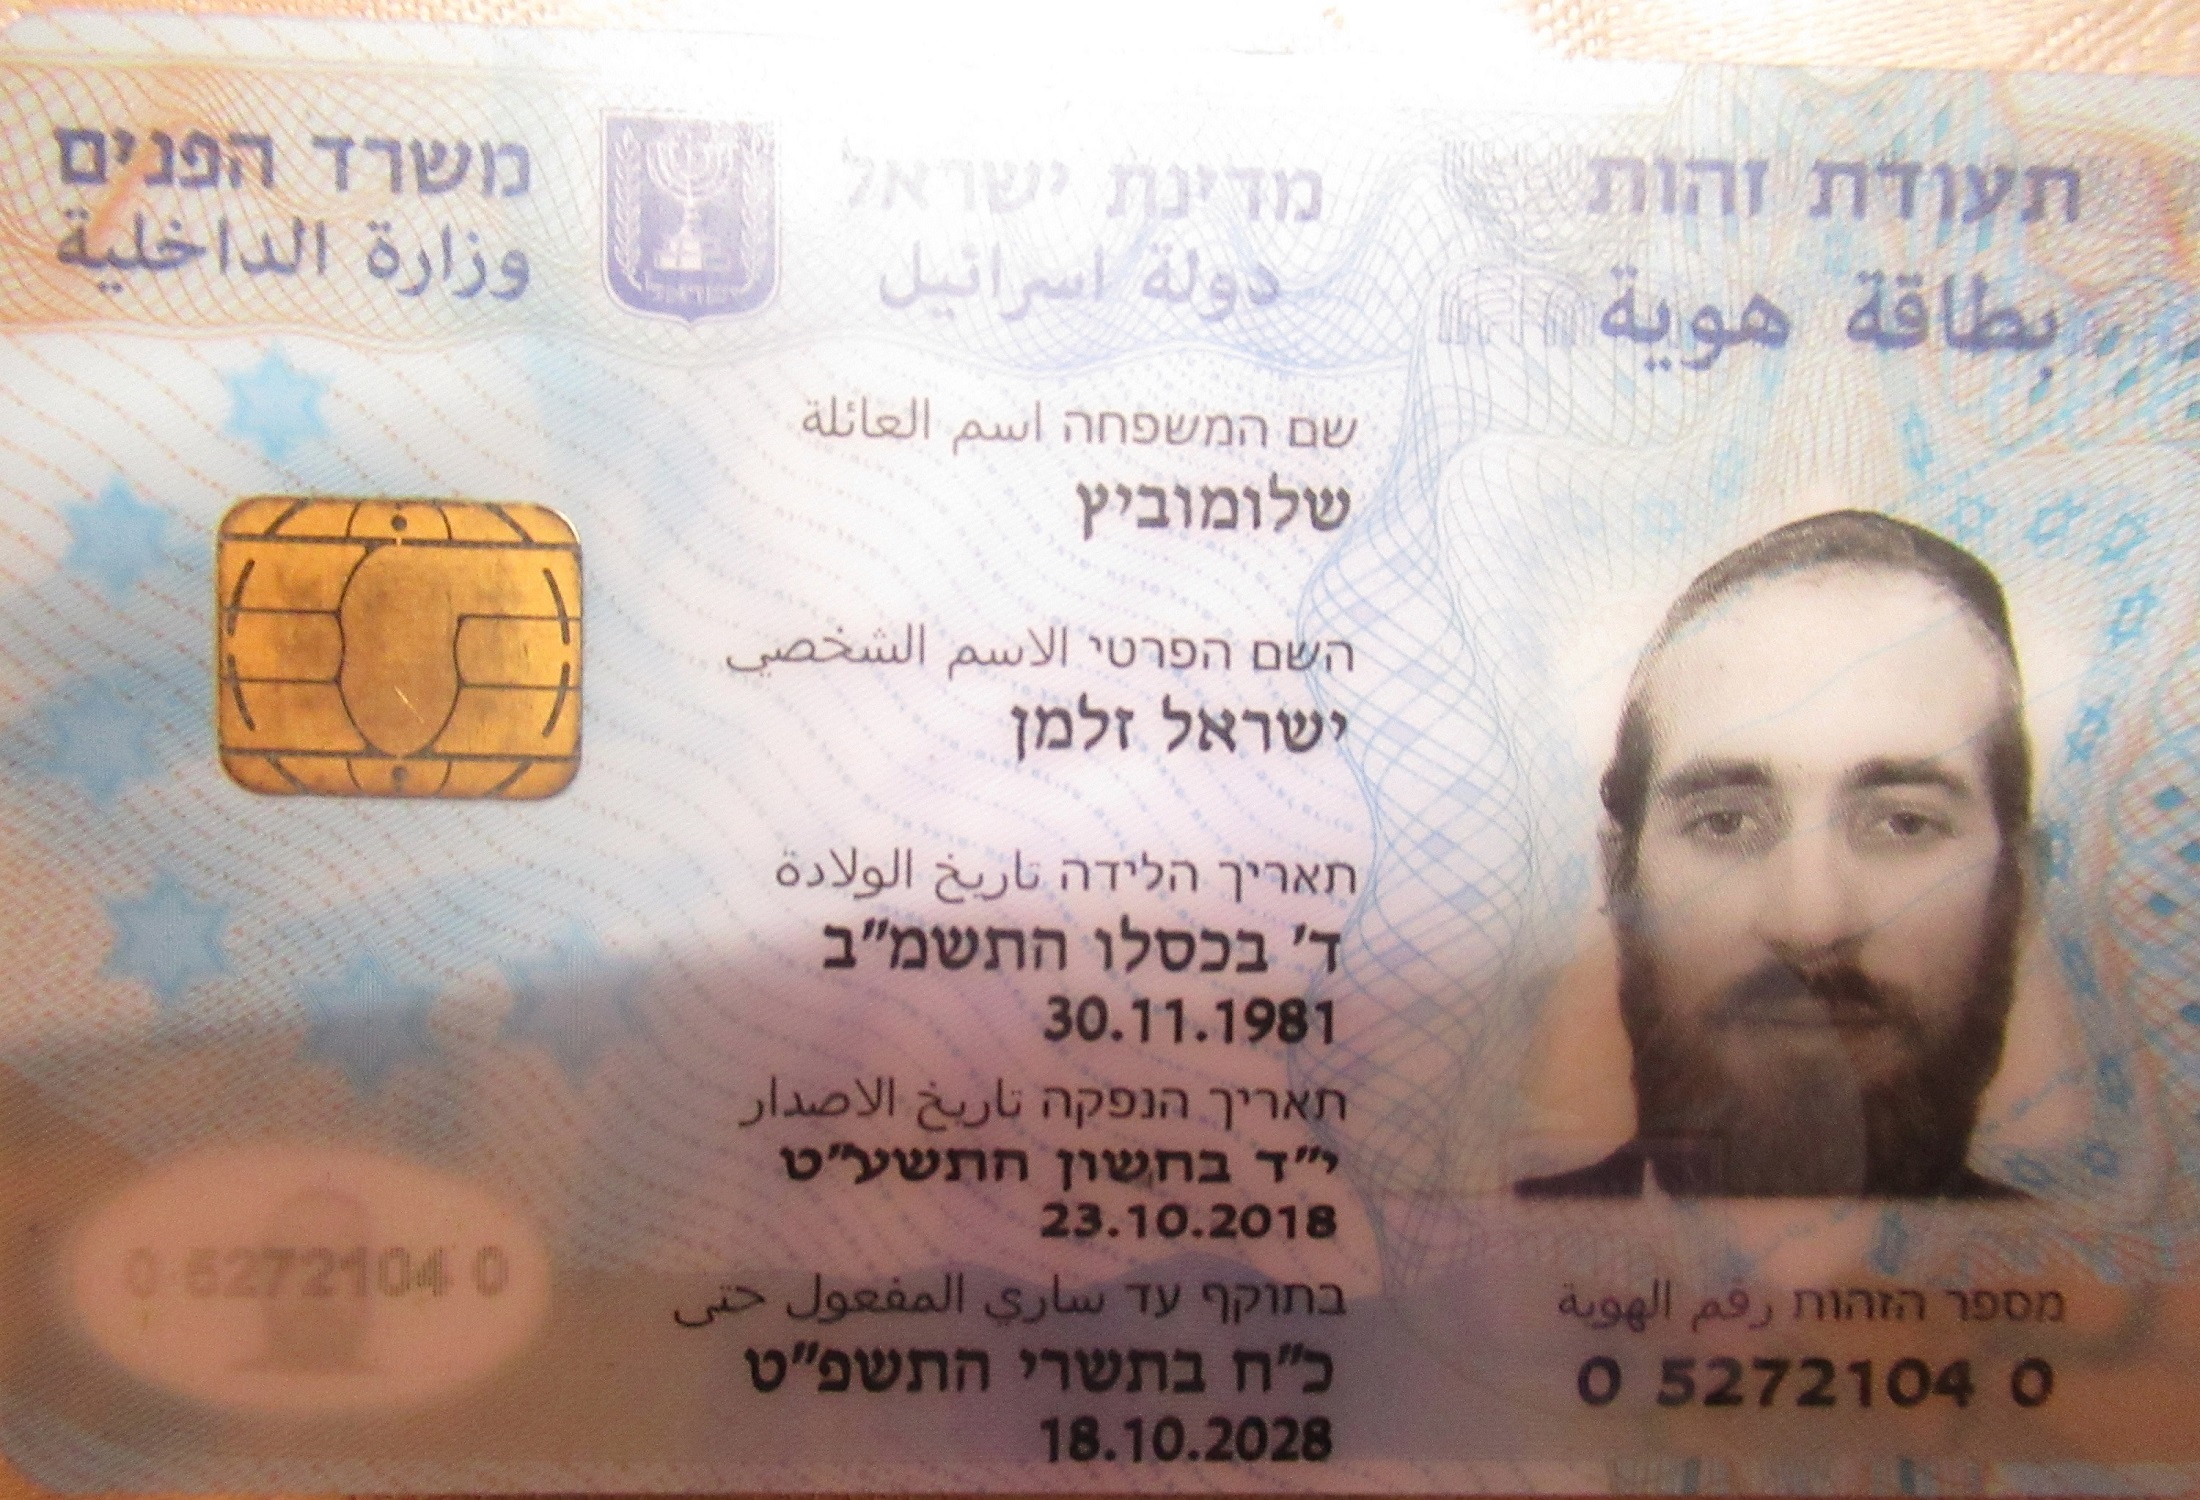 תעודת זהות
بطاقة هوية
מדינת ישראל
دولة اسرائيل
משרד הפנים
وزارة الداخلية
שם המשפחה اسم العائلة
שלומוביץ
השם הפרטי الاسم الشخصي
ישראל זלמן
תאריך הלידה تاريخ الولادة
ד' בכסלו התשמ"ב
30.11.1981
תאריך הנפקה تاريخ الاصدار
י"ד בחשון התשע"ט
23.10.2018
בתוקף עד ساري المفعول حتى
כ"ח בתשרי התשפ"ט
18.10.2028
מספר הזהות رقم الهوية
0 5272104 0
0 5272104 0